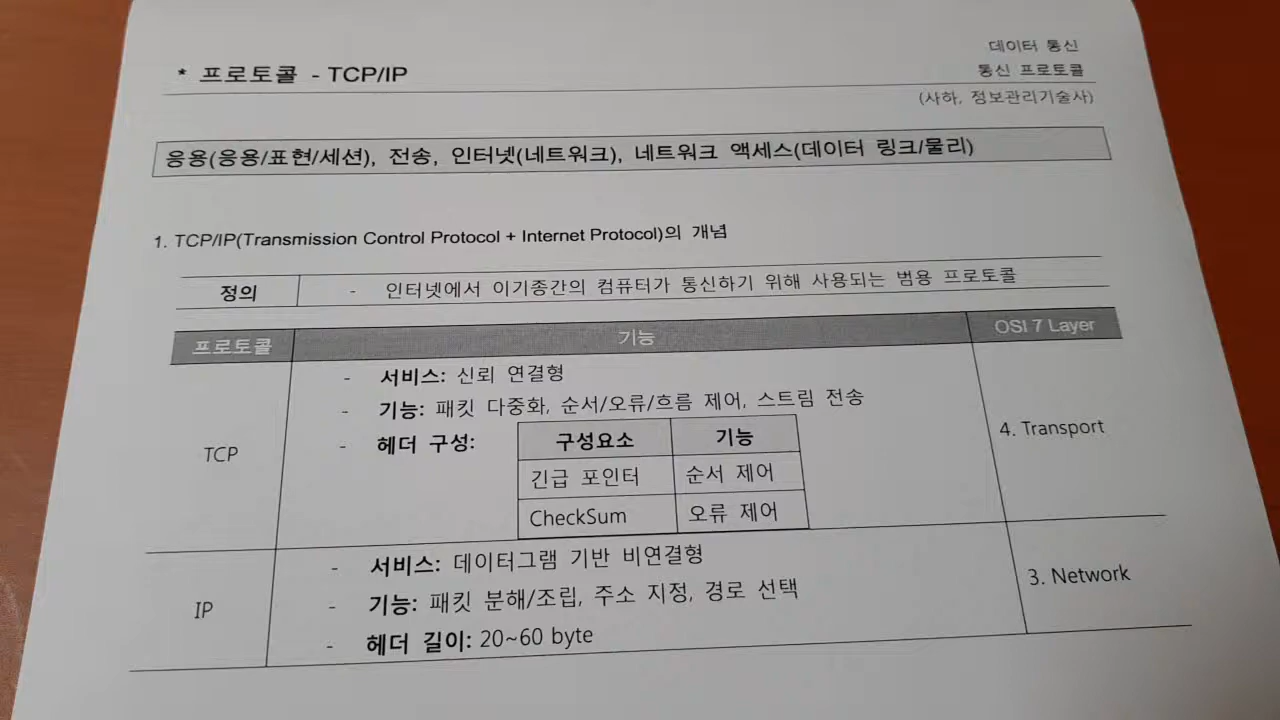 데이터 통신
* 프로토콜 - TCP/IP
통신 프로토콜
(사하, 정보관리기술사)
응용(응용/표현/세션), 전송, 인터넷(네트워크), 네트워크 액세스(데이터 링크/물리)
1. TCP/IP(Transmission Control Protocol + Internet Protocol)의 개념
정의 - 인터넷에서 이기종간의 컴퓨터가 통신하기 위해 사용되는 범용 프로토콜
프로토콜 기능 OSI 7 Layer
- 서비스: 신뢰 연결형
- 기능: 패킷 다중화, 순서/오류/흐름 제어, 스트림 전송
TCP - 헤더 구성: 구성요소 기능 4. Transport
긴급 포인터 순서 제어
CheckSum 오류 제어
- 서비스: 데이터그램 기반 비연결형
IP - 기능: 패킷 분해/조립, 주소 지정, 경로 선택 3. Network
- 헤더 길이: 20~60 byte